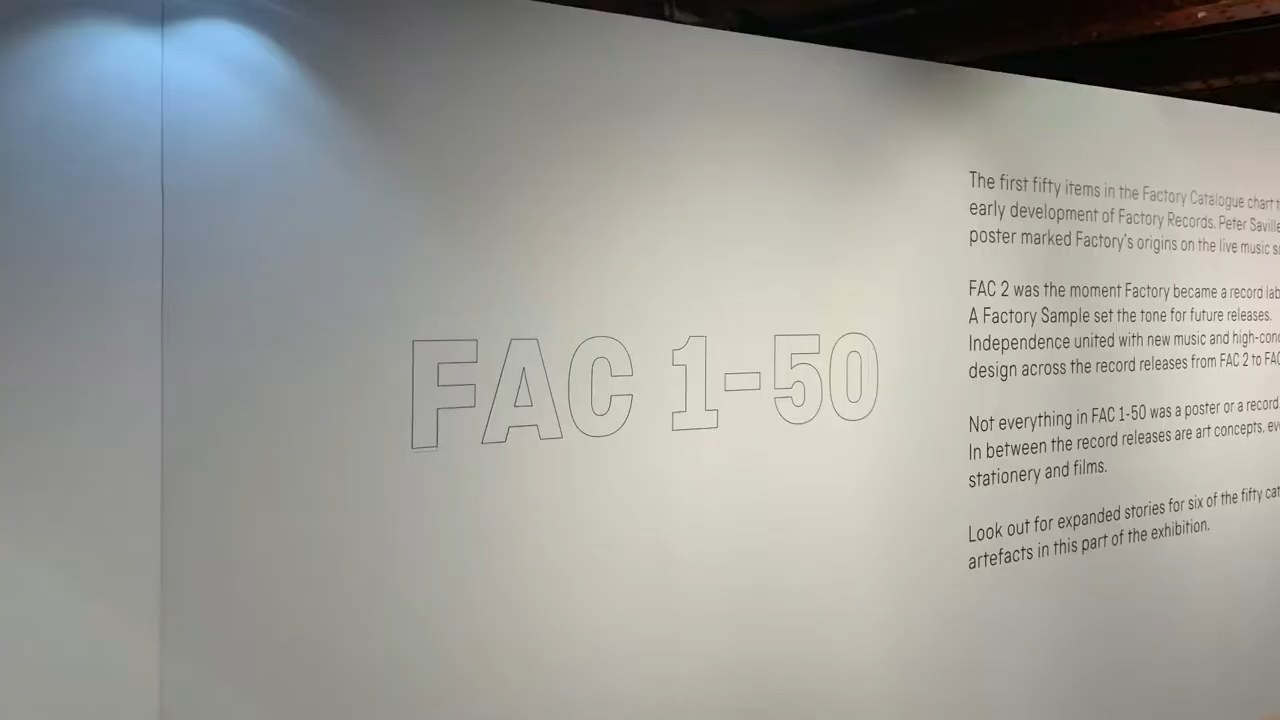 FAC 1-50
The first fifty items in the Factory Catalogue chart
early development of Factory Records. Peter Saville
poster marked Factory's origins on the live music
FAC 2 was the moment Factory became a record
A Factory Sample set the tone for future releases.
Independence united with new music and
design across the record releases from FAC 2 to
Not everything in FAC 1-50 was a poster or a record
In between the record releases are art concepts,
stationery and films.
Look out for expanded stories for six of the fifty
artefacts in this part of the exhibition.